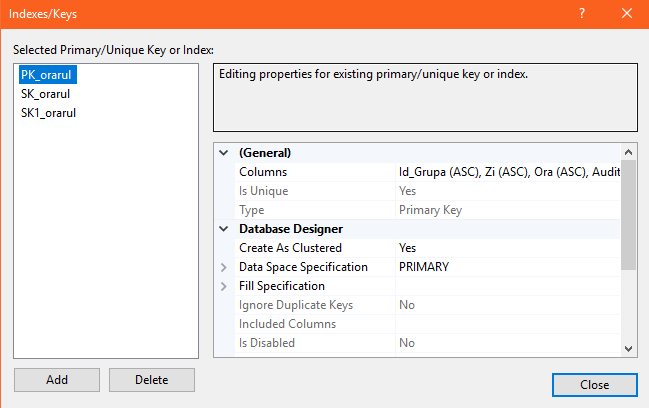 Indexes/Keys
?
Selected Primary/Unique Key or Index:
PK_orarul
SK_orarul
SK1_orarul
Editing properties for existing primary/unique key or index.
(General)
Columns Id_Grupa (ASC), Zi (ASC), Ora (ASC), Audit
Is Unique Yes
Type Primary Key
Database Designer
Create As Clustered Yes
Data Space Specification PRIMARY
Fill Specification
Ignore Duplicate Keys No
Included Columns
Is Disabled No
Add Delete
Close